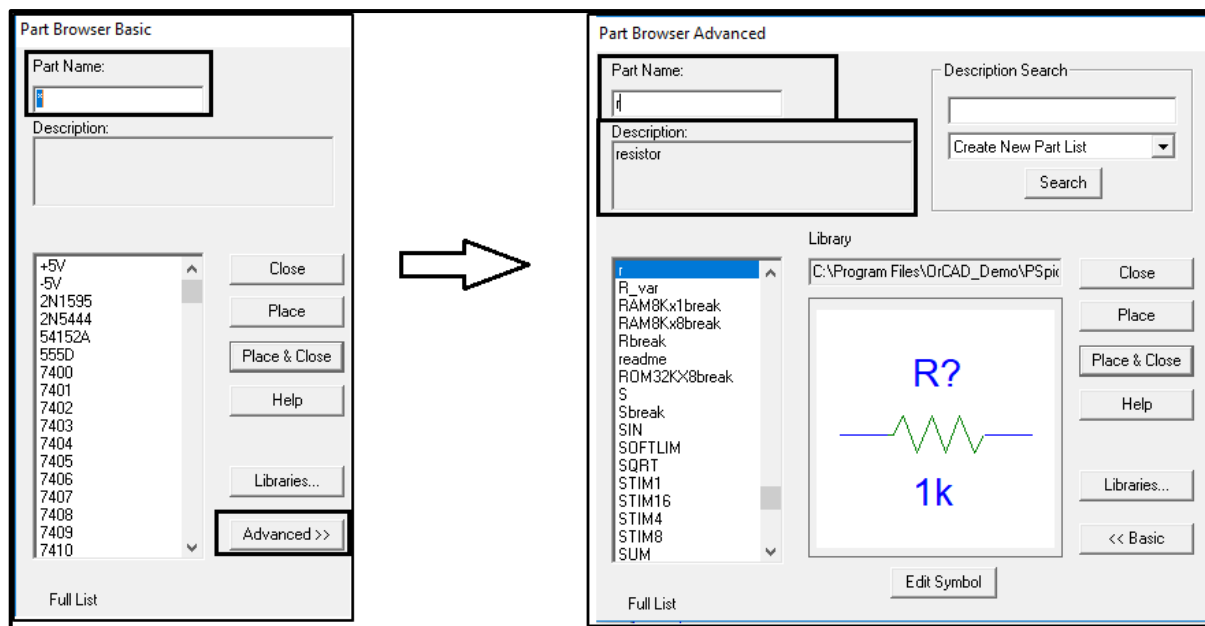 Part Browser Basic
Part Name:
*
Description:
+5V
-5V
2N1595
2N5444
54152A
555D
7400
7401
7402
7403
7404
7405
7406
7407
7408
7409
7410
Close
Place
Place & Close
Help
Libraries...
Advanced >>
Full List
Part Browser Advanced
Part Name:
r
Description:
resistor
Description Search
Create New Part List
Search
Library
C:\Program Files\OrCAD_Demo\PSpic
r
R_var
RAM8Kx1break
RAM8Kx8break
Rbreak
readme
ROM32KX8break
S
Sbreak
SIN
SOFTLIM
SQRT
STIM1
STIM16
STIM4
STIM8
SUM
R?
1k
Close
Place
Place & Close
Help
Libraries...
<< Basic
Edit Symbol
Full List